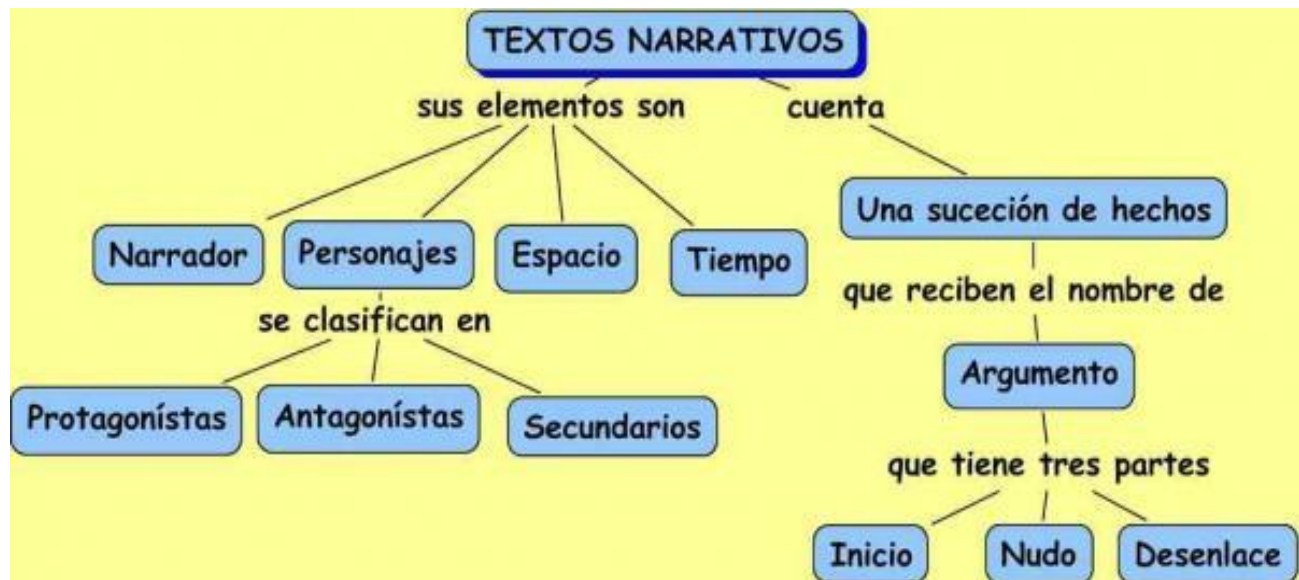 TEXTOS NARRATIVOS
sus elementos son
cuenta
Narrador
Personajes
Espacio
Tiempo
Una suceción de hechos
se clasifican en
que reciben el nombre de
Protagonístas
Antagonístas
Secundarios
Argumento
que tiene tres partes
Inicio
Nudo
Desenlace